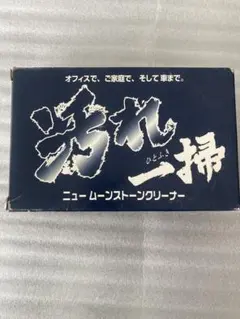 オフィスで、ご家庭で、そして車まで。
汚れ
一掃
ひとふき
ニュームーンストーンクリーナー